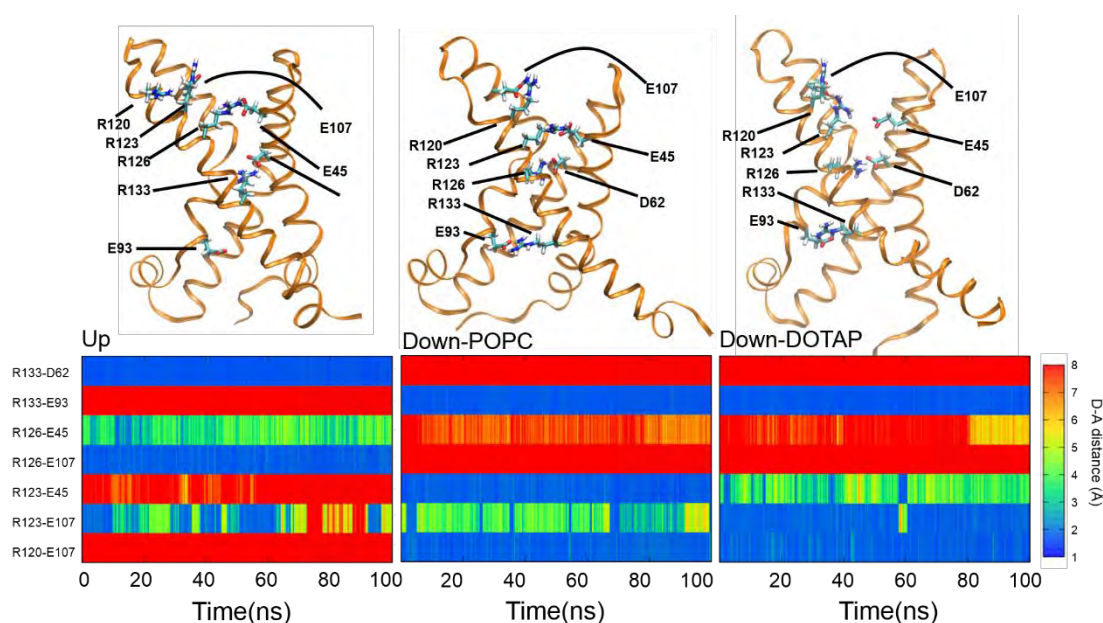 R120
R123
R126
R133
E93
E107
E45
R120
R123
R126
R133
E93
E107
E45
D62
R120
R123
R126
R133
E93
E107
E45
D62
Up
Down-POPC
Down-DOTAP
R133-D62
R133-E93
R126-E45
R126-E107
R123-E45
R123-E107
R120-E107
0 20 40 60 80 100
0 20 40 60 80 100
0 20 40 60 80 100
Time(ns)
Time(ns)
Time(ns)
8
7
6
5
4
3
2
1
D-A distance (Å)